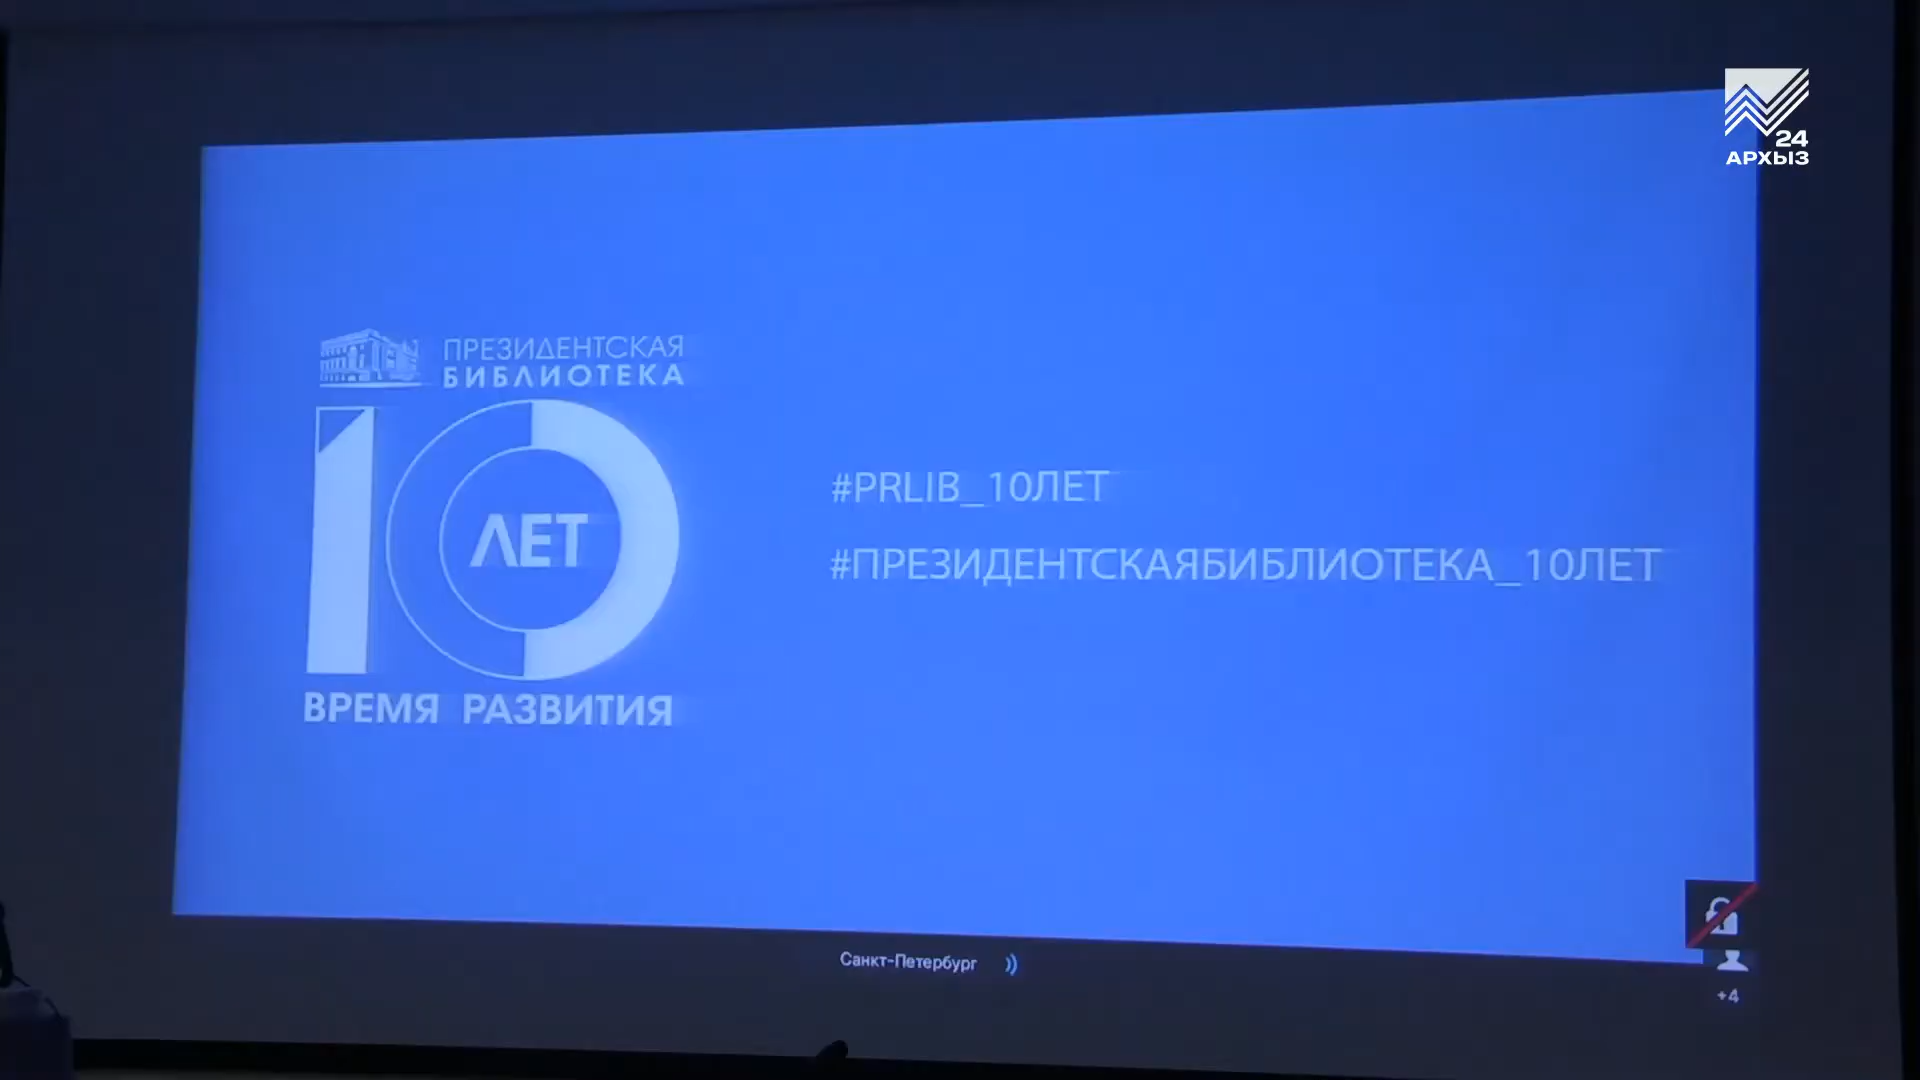 24
АРХЫЗ
ПРЕЗИДЕНТСКАЯ
БИБЛИОТЕКА
10
ЛЕТ
ВРЕМЯ РАЗВИТИЯ
#PRLIB_10ЛЕТ
#ПРЕЗИДЕНТСКАЯБИБЛИОТЕКА_10ЛЕТ
Санкт-Петербург
+4